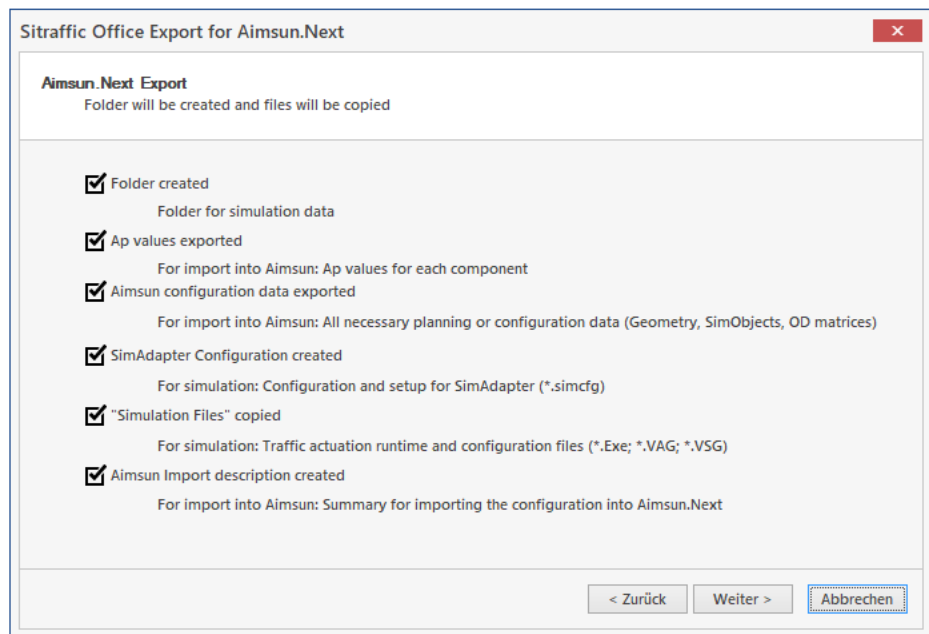 Sitraffic Office Export for Aimsun.Next
Aimsun.Next Export
Folder will be created and files will be copied
Folder created
Folder for simulation data
Ap values exported
For import into Aimsun: Ap values for each component
Aimsun configuration data exported
For import into Aimsun: All necessary planning or configuration data (Geometry, SimObjects, OD matrices)
SimAdapter Configuration created
For simulation: Configuration and setup for SimAdapter (*.simcfg)
"Simulation Files" copied
For simulation: Traffic actuation runtime and configuration files (*.Exe; *.VAG; *.VSG)
Aimsun Import description created
For import into Aimsun: Summary for importing the configuration into Aimsun.Next
< Zurück Weiter > Abbrechen